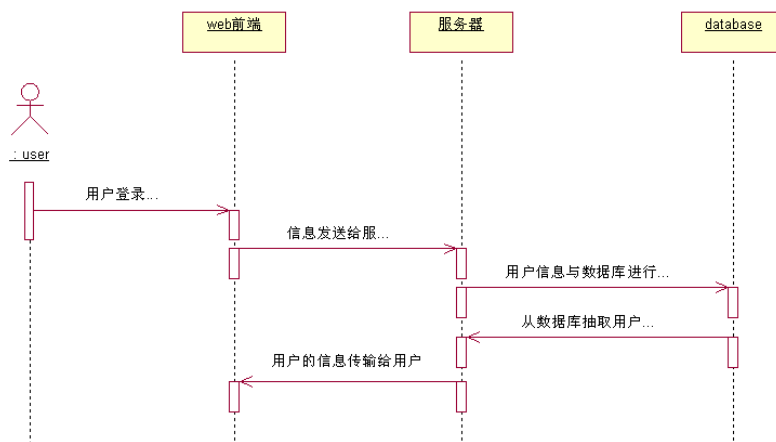 web前端
服务器
database
: user
用户登录...
信息发送给服...
用户信息与数据库进行...
从数据库抽取用户...
用户的信息传输给用户